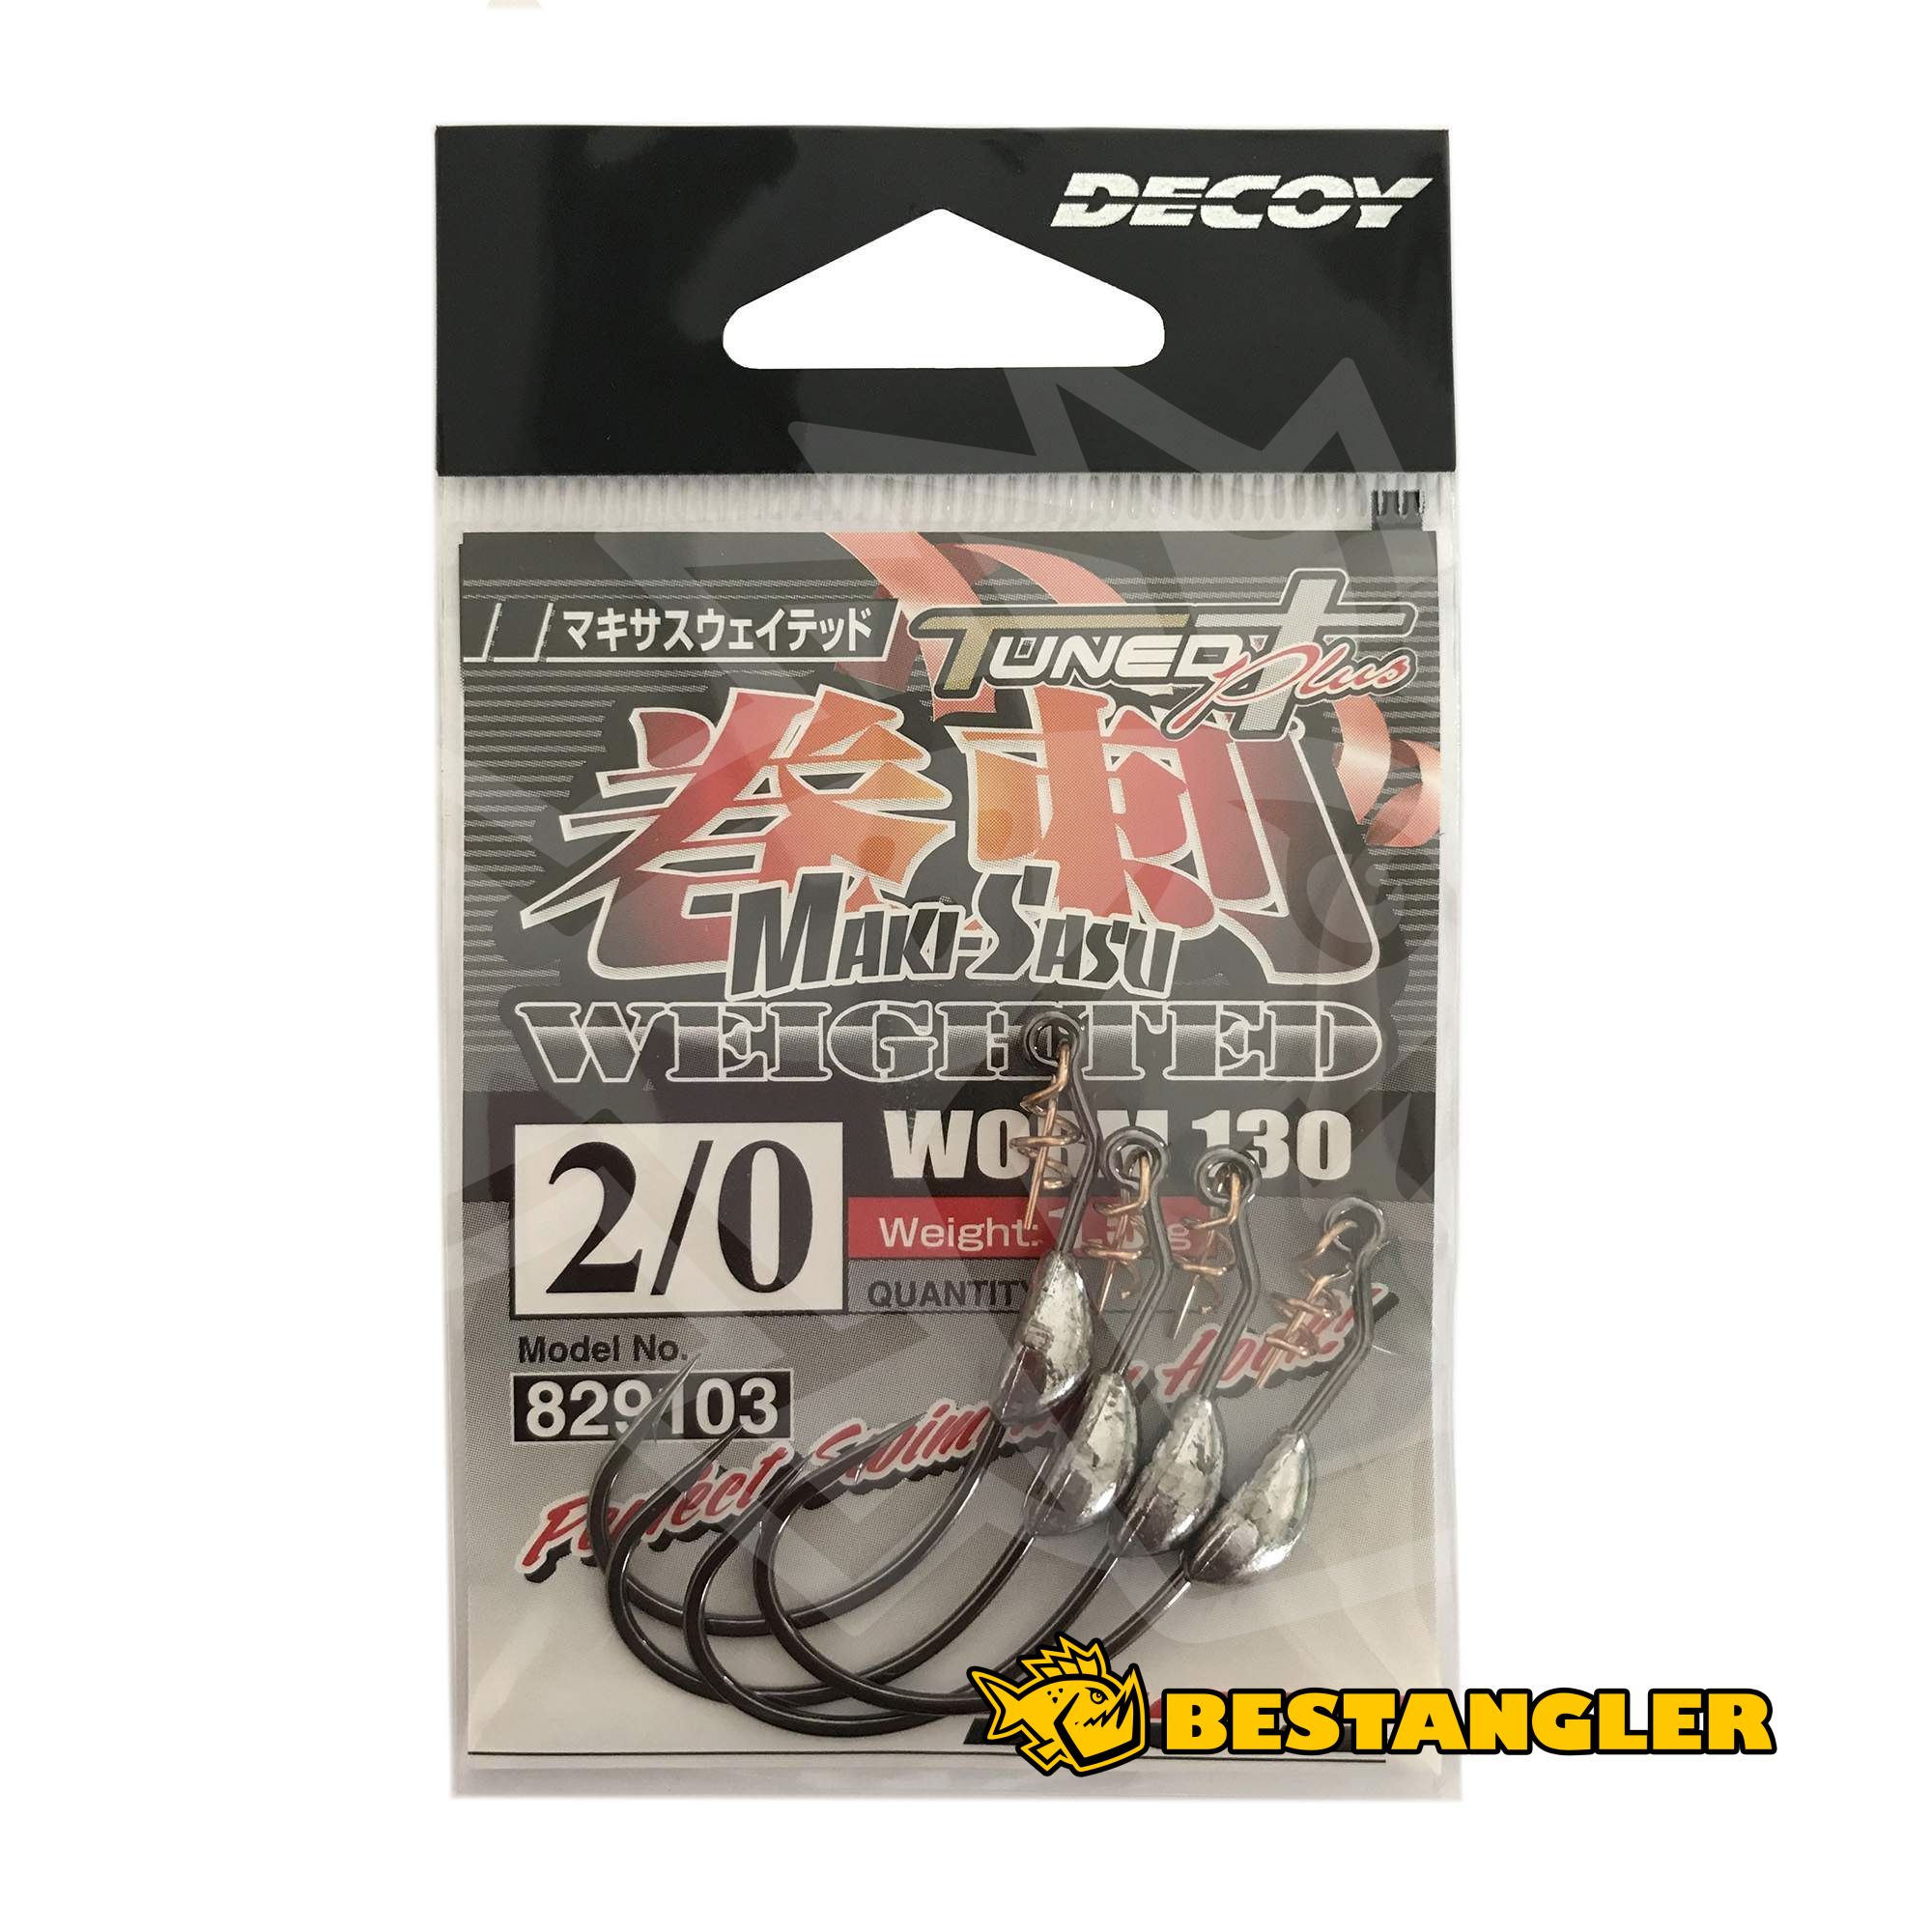 DECOY
マキサスウェイテッド
TUNED Plus
巻刺
MAKI-SASU
WEIGHTED
2/0
WORM 130
Weight:
QUANTITY
Model No.
829103
Perfect
BESTANGLER